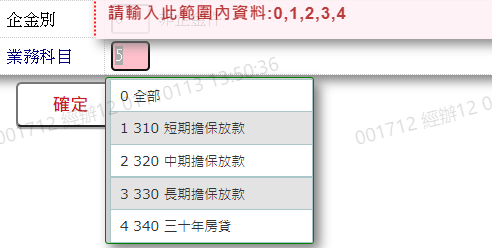 請輸入此範圍內資料:0,1,2,3,4
企金別
業務科目
5
確定
0 全部
1 310 短期擔保放款
2 320 中期擔保放款
3 330 長期擔保放款
4 340 三十年房貸
001712 經辦12 0113 13:50:36
001712 經辦12 0